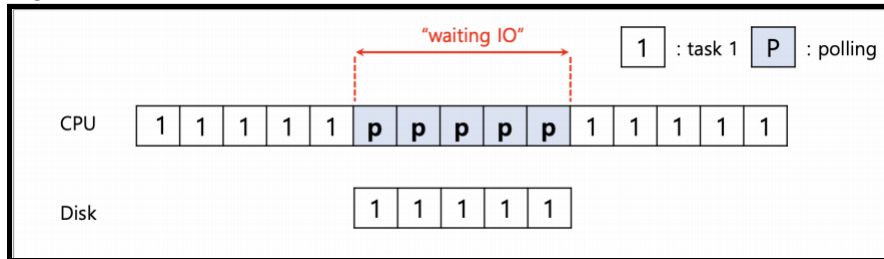 "waiting IO"
1 : task 1 P : polling
CPU 1 1 1 1 1 p p p p p 1 1 1 1 1
Disk 1 1 1 1 1